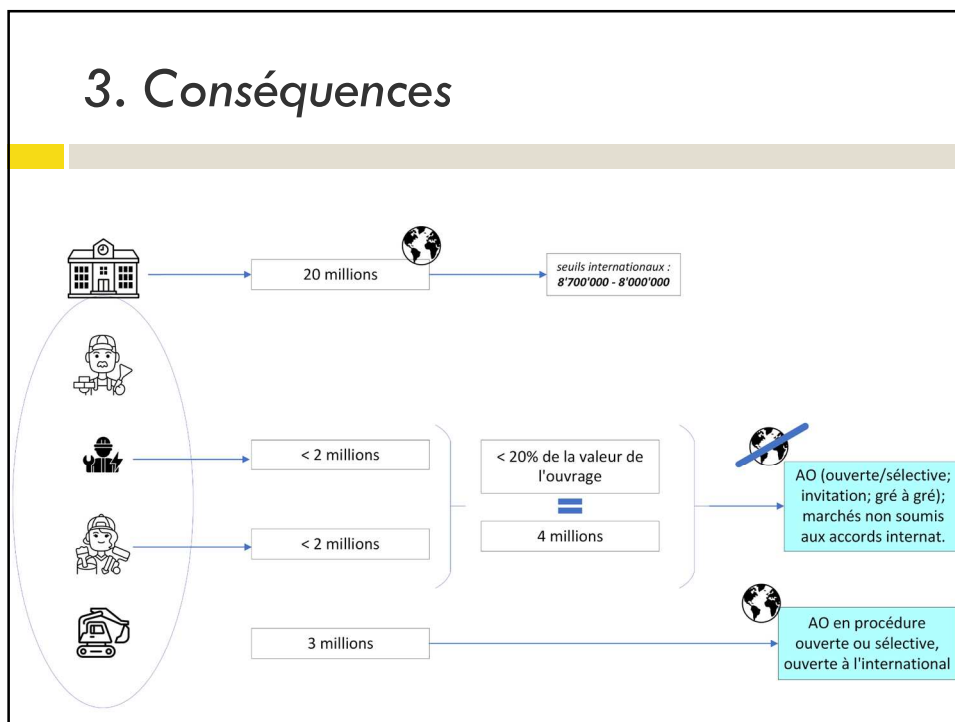 3. Conséquences
20 millions
seuils internationaux :
8'700'000 - 8'000'000
< 2 millions
< 20% de la valeur de
l'ouvrage
4 millions
< 2 millions
AO (ouverte/sélective;
invitation; gré à gré);
marchés non soumis
aux accords internat.
3 millions
AO en procédure
ouverte ou sélective,
ouverte à l'international